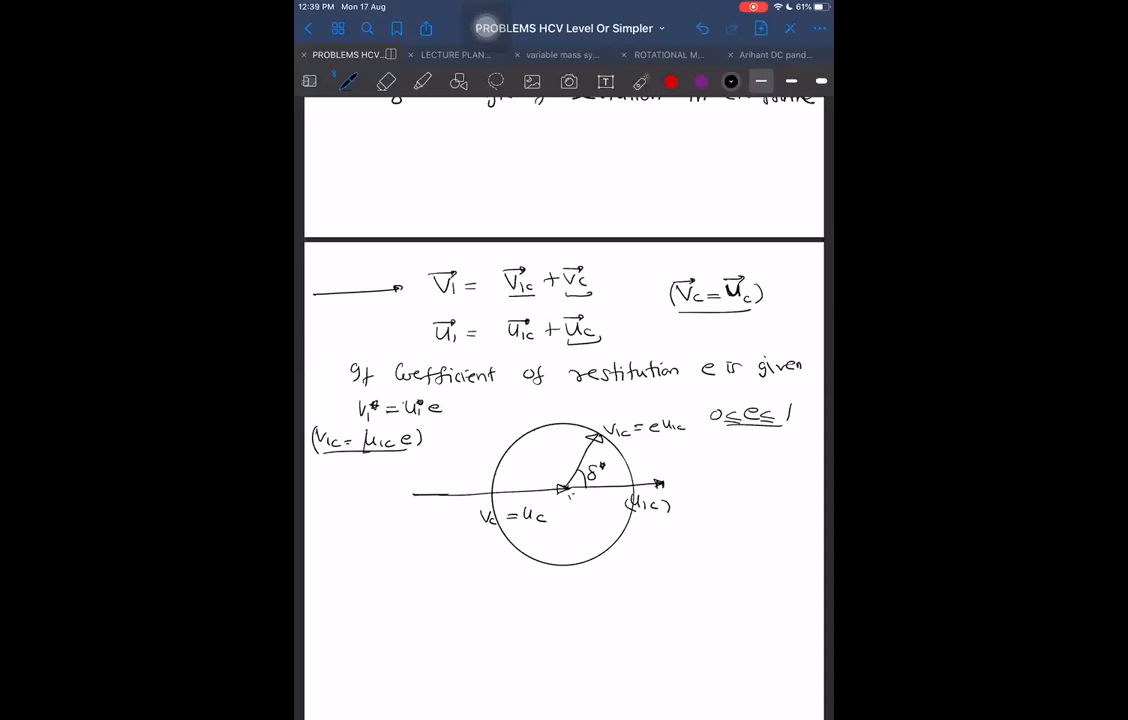 12:39 PM Mon 17 Aug
61%
PROBLEMS HCV Level Or Simpler
PROBLEMS HCV...
LECTURE PLAN...
variable mass sy...
ROTATIONAL M...
Arihant DC pand...
V⃗₁ = V⃗₁c + V⃗c (V⃗c = u⃗c)
u⃗₁ = u⃗₁c + u⃗c
If Coefficient of restitution e is given
V₁* = u₁* e
0 ≤ e ≤ 1
(V₁c = u₁c e)
V₁c = e u₁c
δ*
(u₁c)
Vc = uc